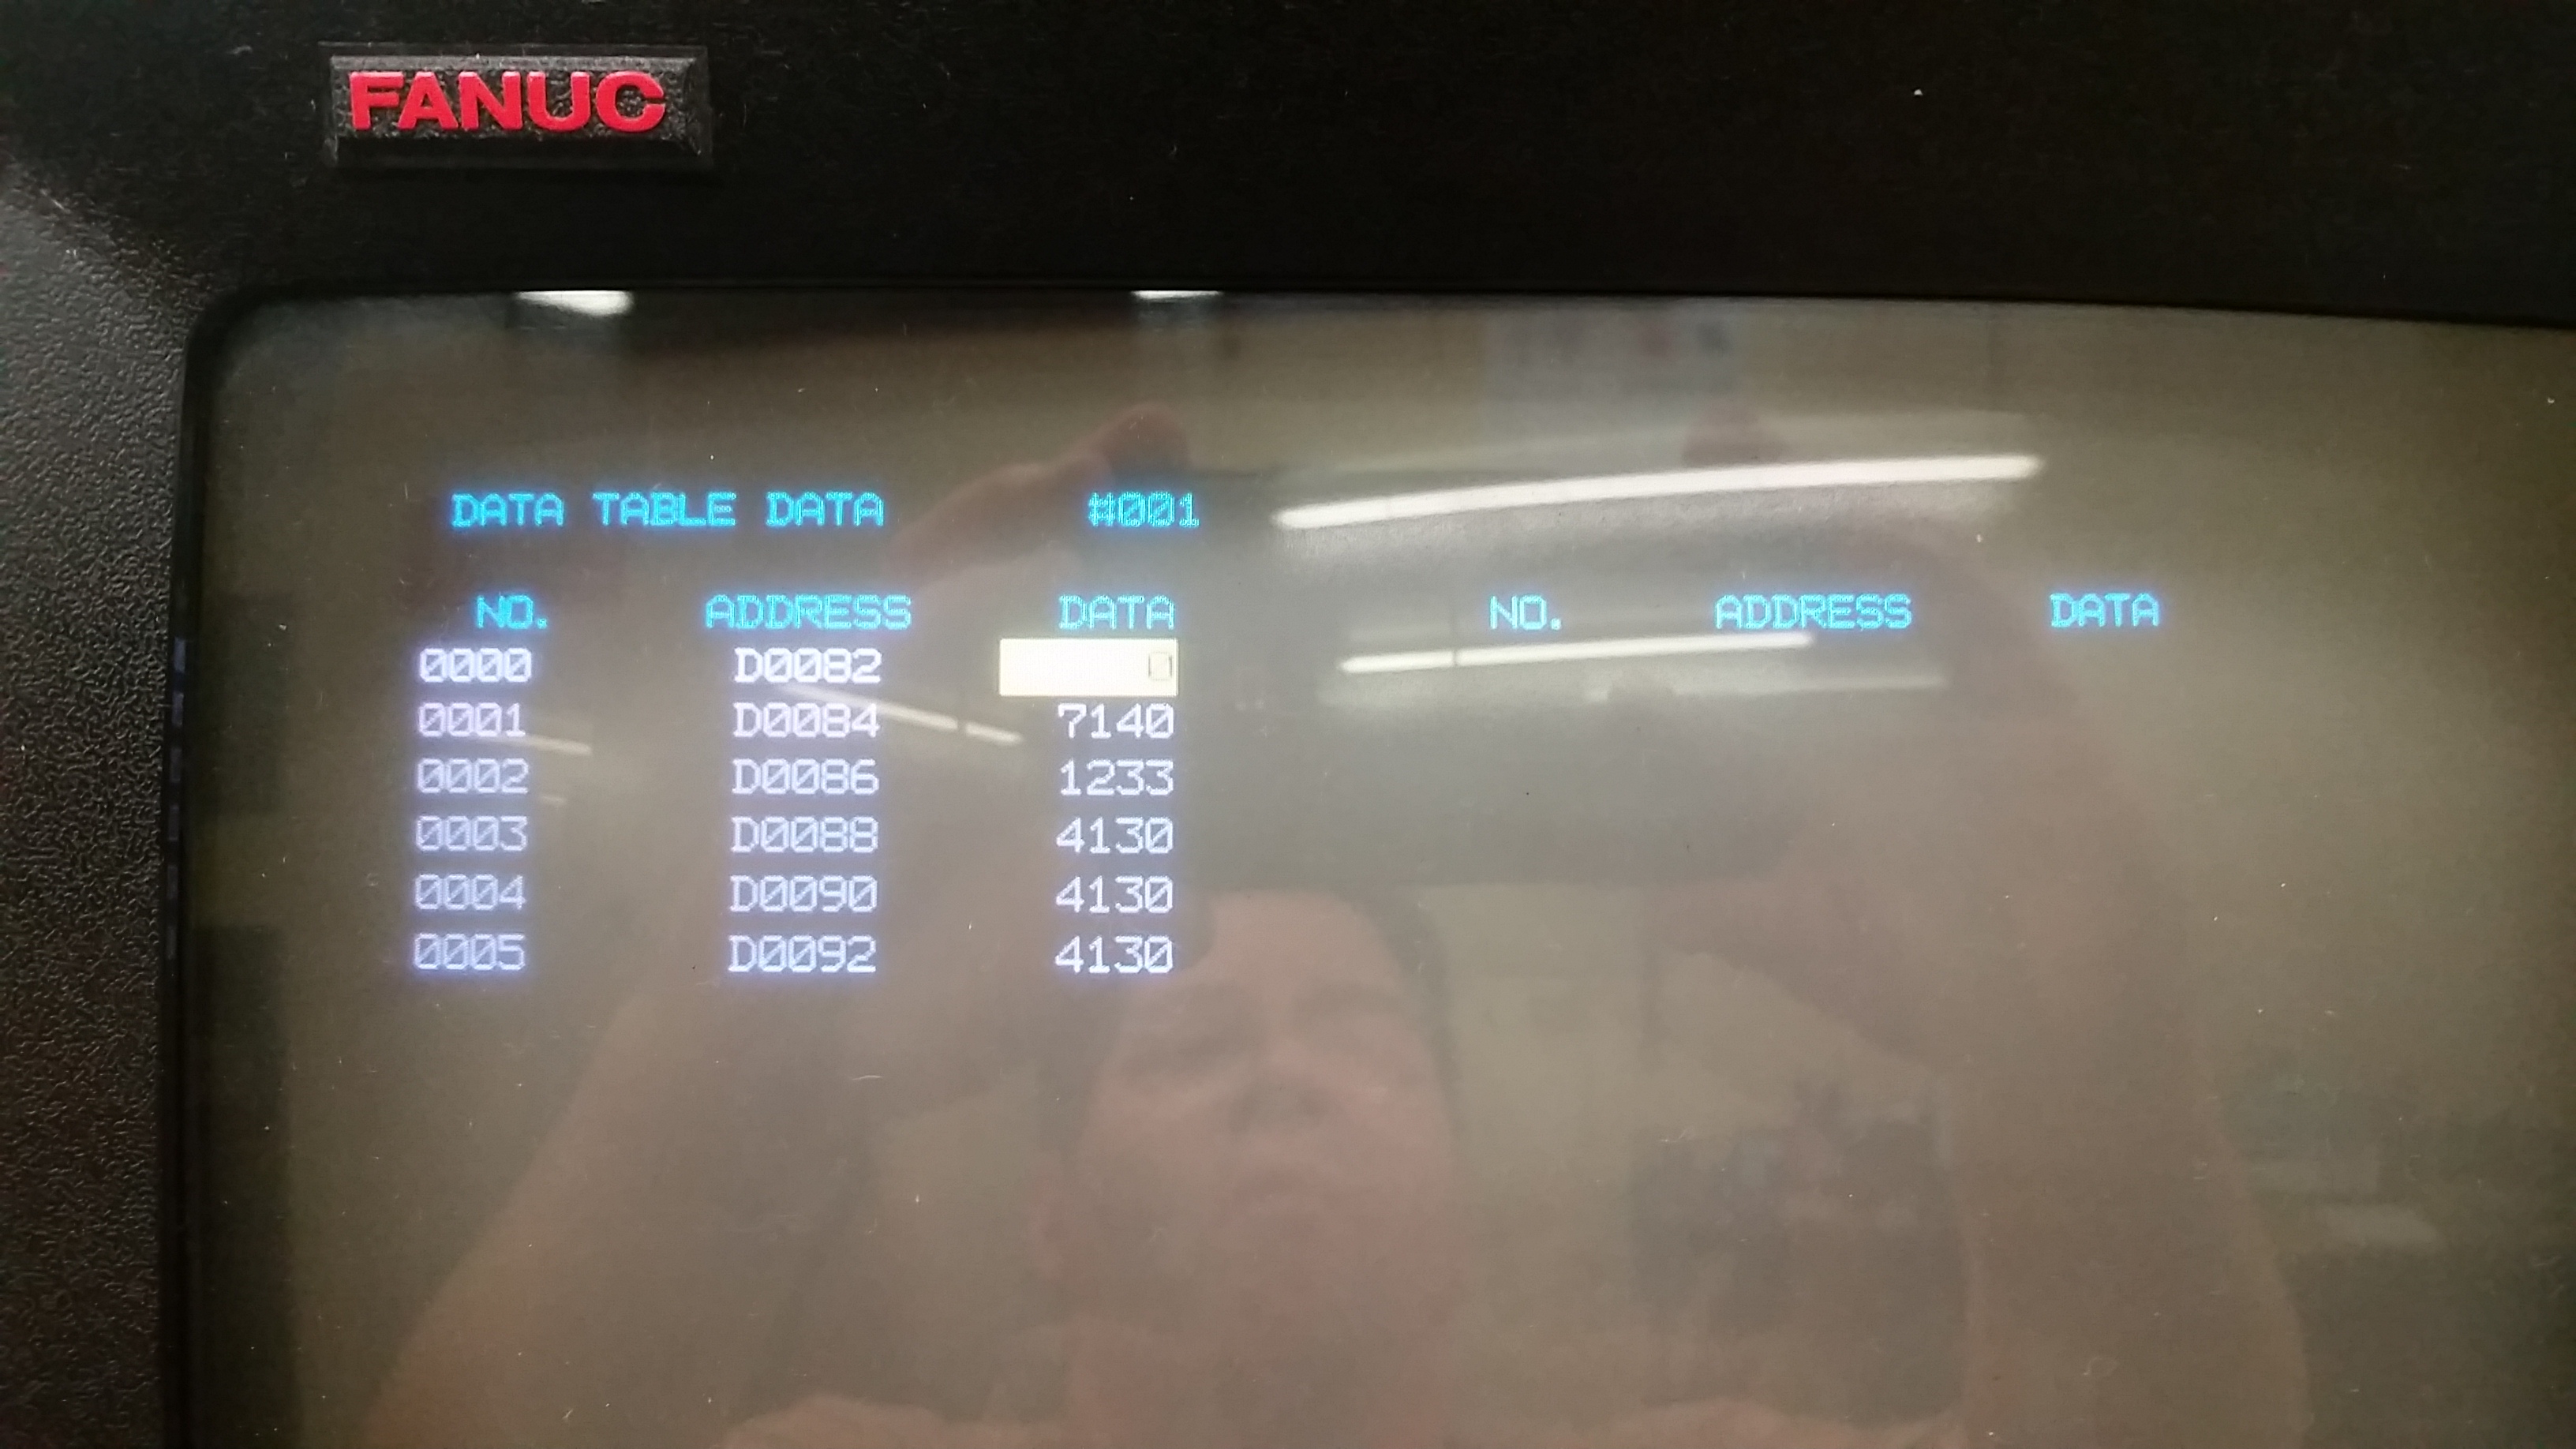 FANUC
DATA TABLE DATA #001
NO. ADDRESS DATA NO. ADDRESS DATA
0000 D0082 0
0001 D0084 7140
0002 D0086 1233
0003 D0088 4130
0004 D0090 4130
0005 D0092 4130